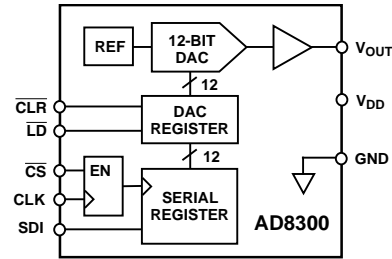 REF
12-BIT
DAC
VOUT
12
VDD
CLR
DAC
REGISTER
LD
12
GND
CS
EN
CLK
SERIAL
REGISTER
SDI
AD8300